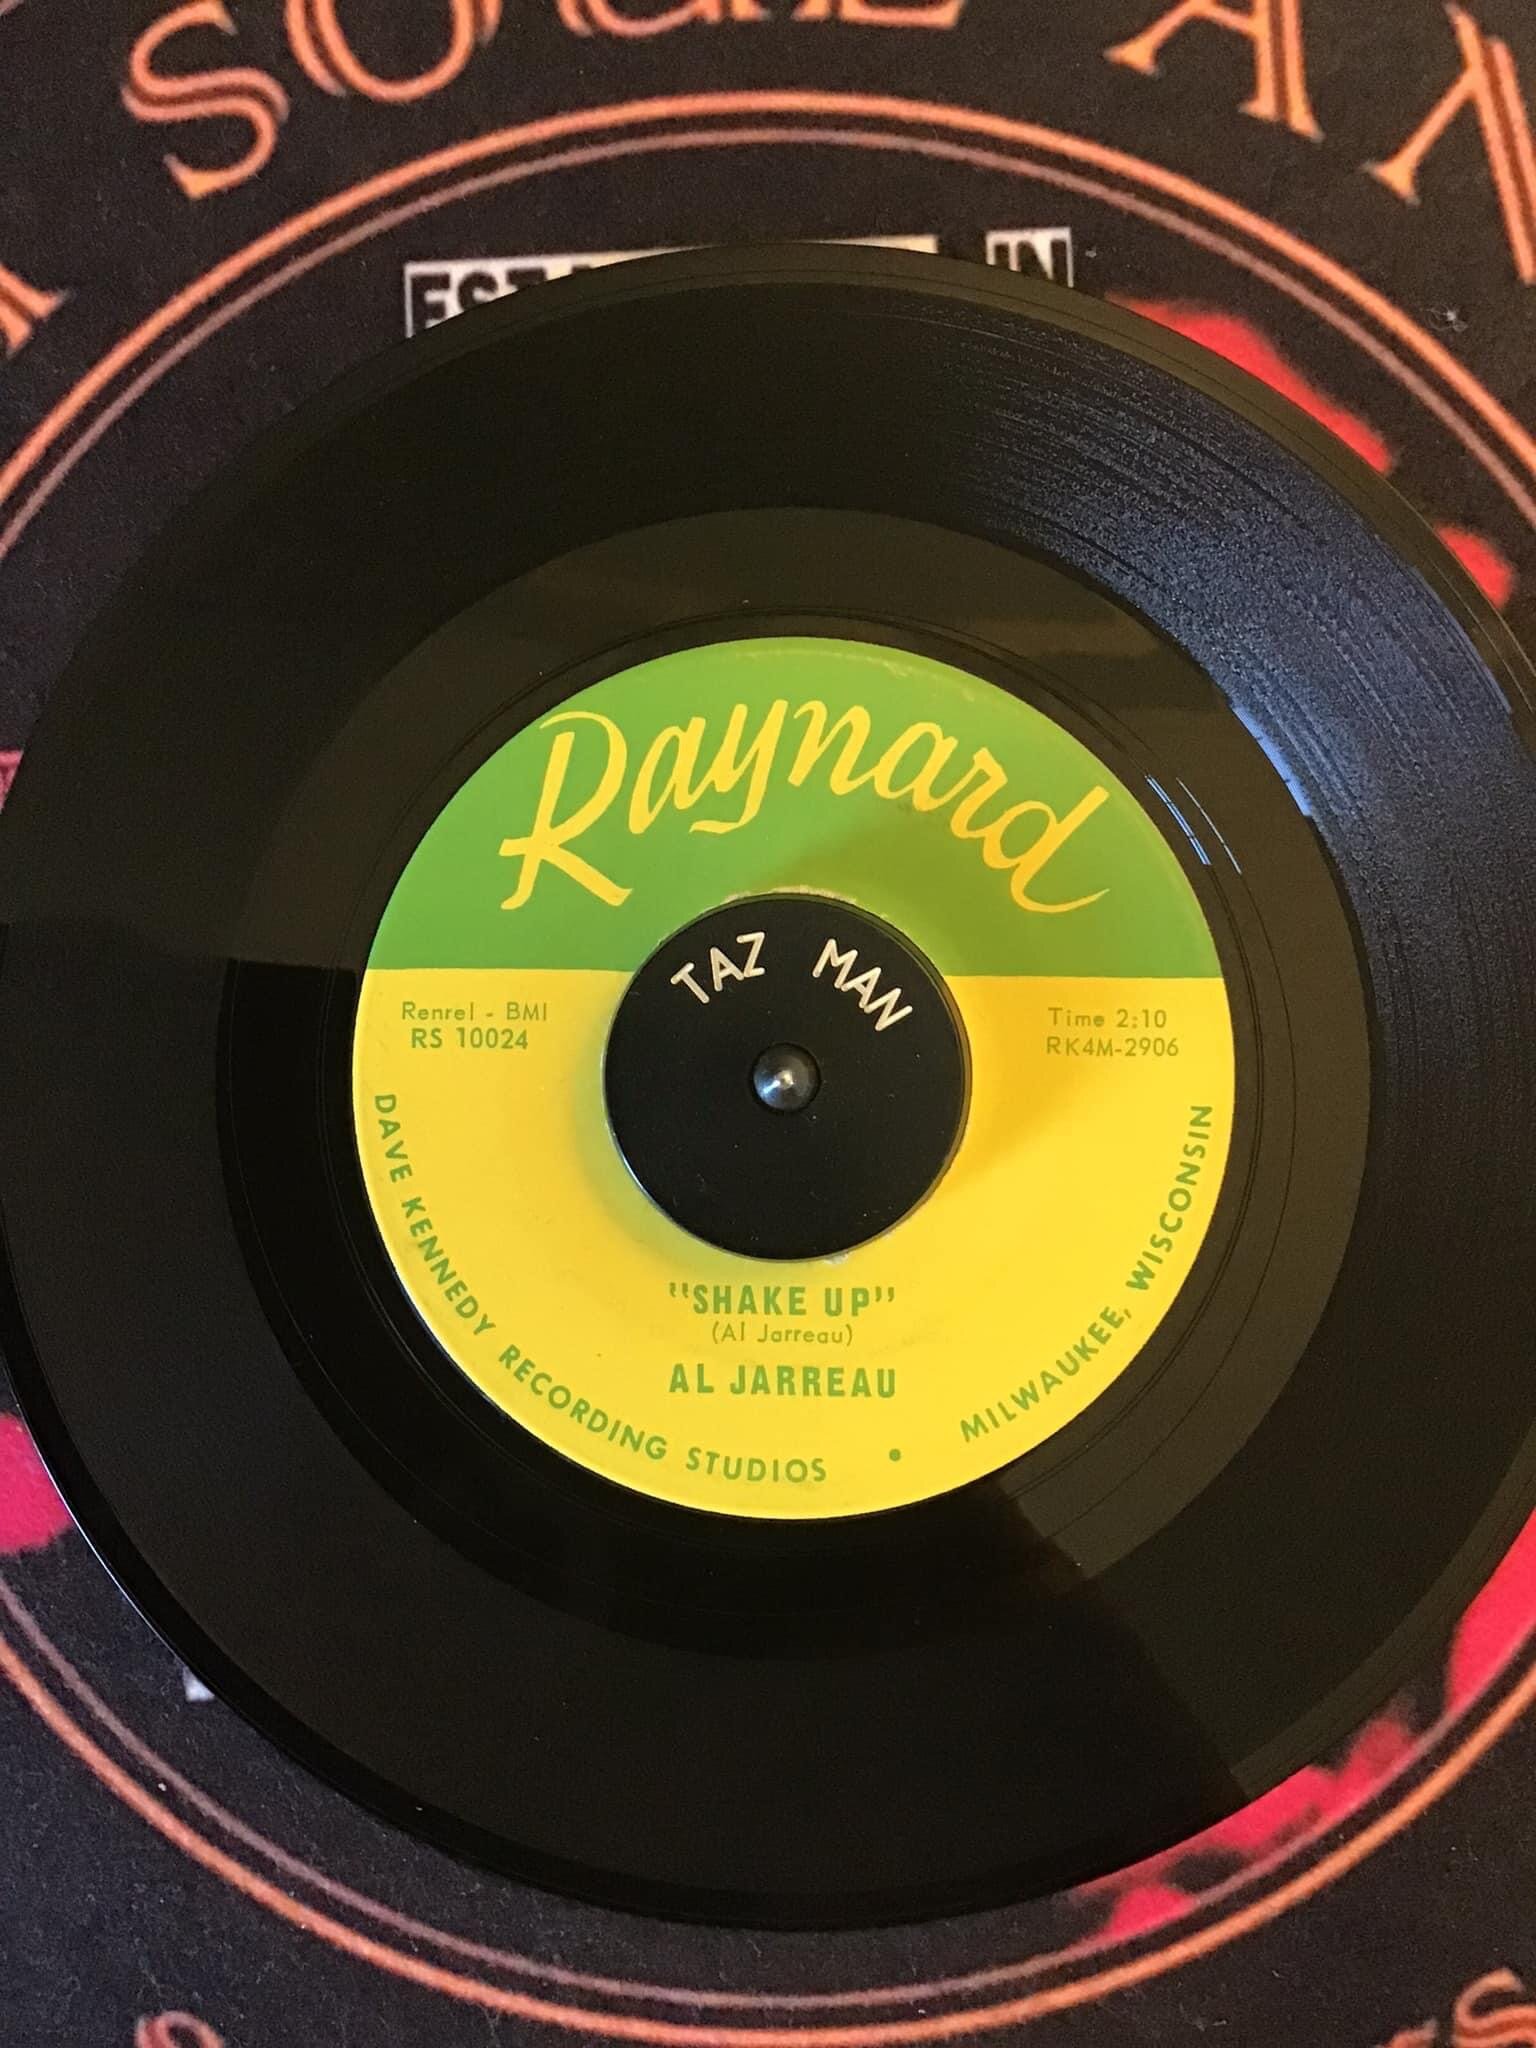 IN
Raynard
TAZ MAN
Renrel - BMI
RS 10024
Time 2:10
RK4M-2906
"SHAKE UP"
(Al Jarreau)
AL JARREAU
DAVE KENNEDY RECORDING STUDIOS • MILWAUKEE, WISCONSIN